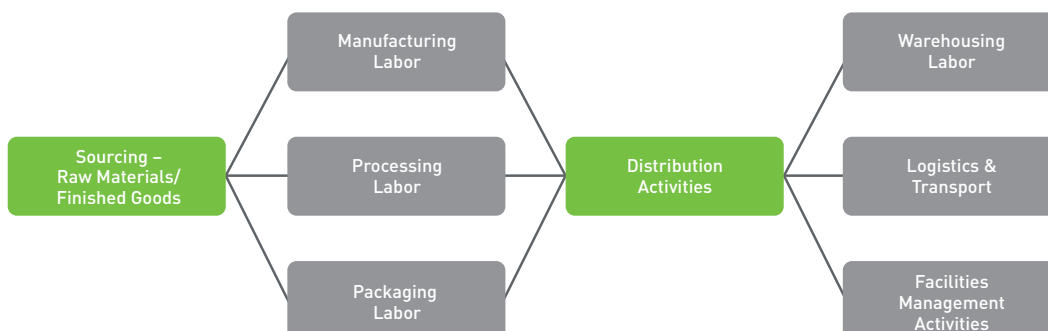 Manufacturing
Labor
Warehousing
Labor
Sourcing –
Raw Materials/
Finished Goods
Processing
Labor
Distribution
Activities
Logistics &
Transport
Packaging
Labor
Facilities
Management
Activities